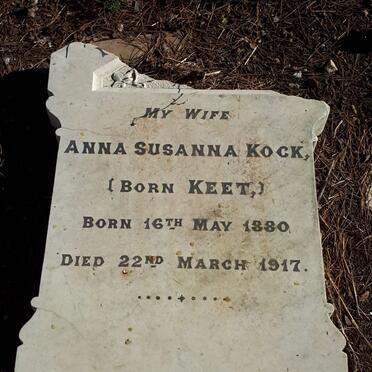 MY WIFE
ANNA SUSANNA KOCK,
(BORN KEET,)
BORN 16TH MAY 1880,
DIED 22ND MARCH 1917.